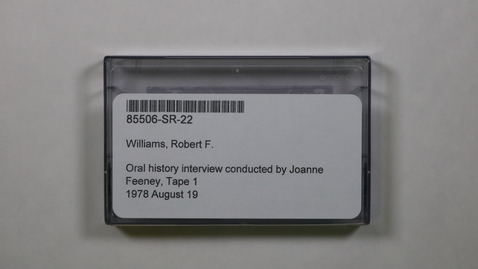 85506-SR-22
Williams, Robert F.
Oral history interview conducted by Joanne
Feeney, Tape 1
1978 August 19